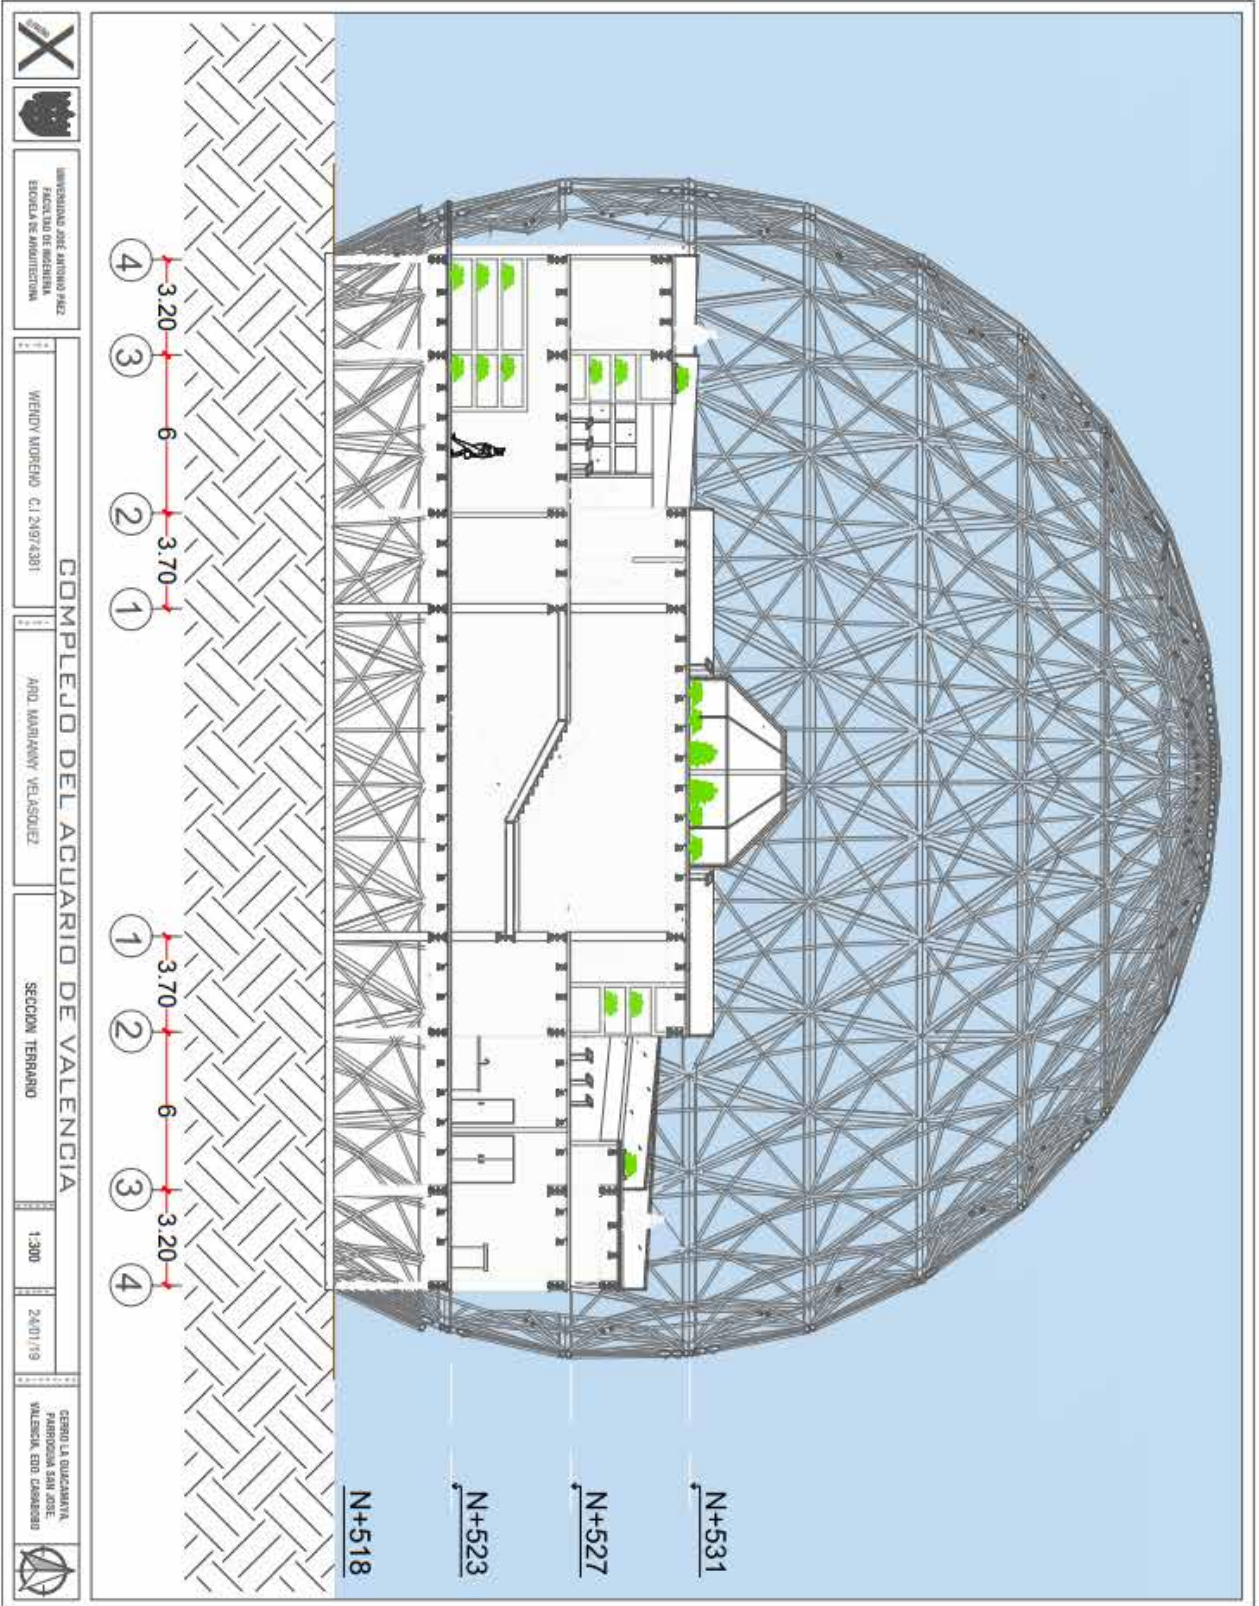 N+531
N+527
N+523
N+518
4
3.20
3
6
2
3.70
1
1
3.70
2
6
3
3.20
4
UNIVERSIDAD JOSÉ ANTONIO PÁEZ
FACULTAD DE INGENIERIA
ESCUELA DE ARQUITECTURA
COMPLEJO DEL ACUARIO DE VALENCIA
WENDY MORENO C.I 24974381
ARQ. MARIANNY VELASQUEZ
SECCION TERRARIO
1:300
24/01/19
CERRO LA GUACAMAYA,
PARROQUIA SAN JOSE,
VALENCIA, EDO. CARABOBO